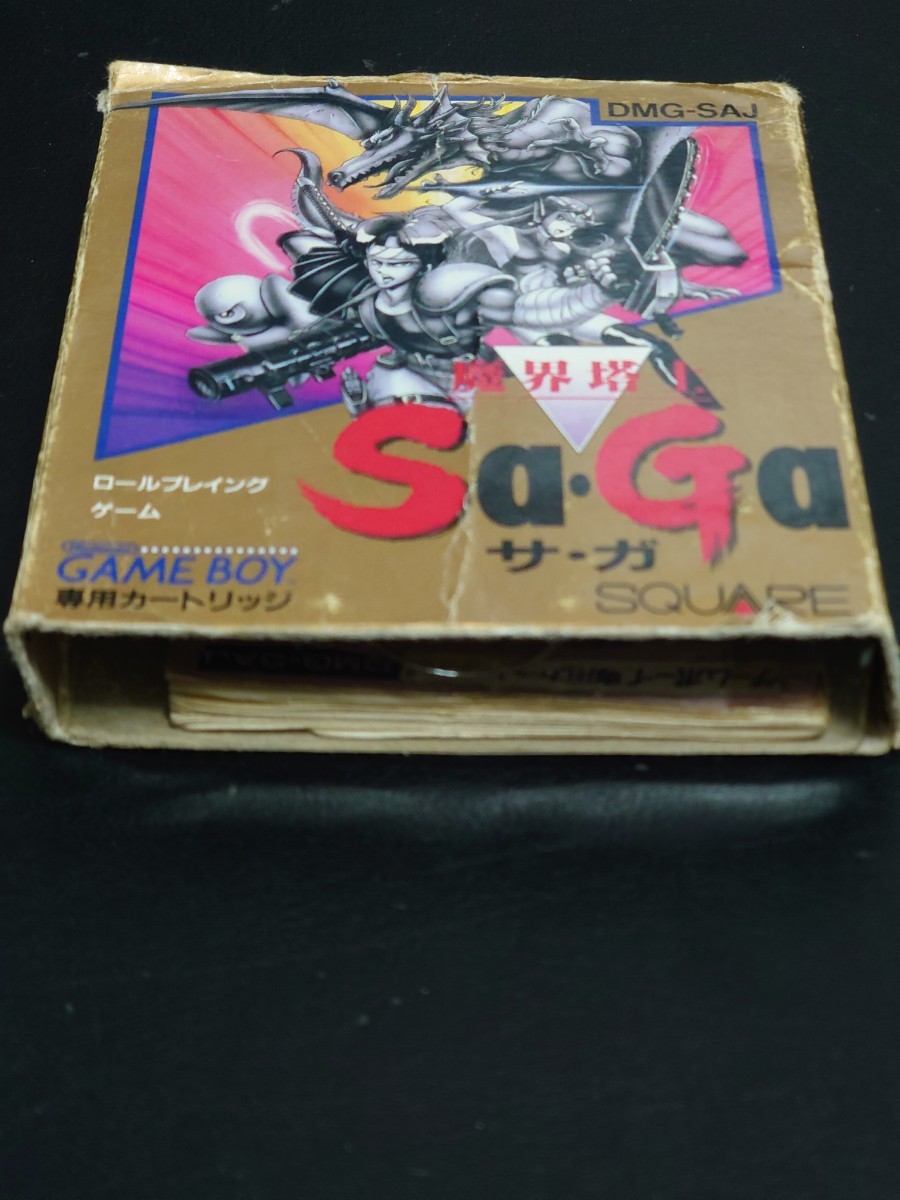 DMG-SAJ
魔界塔士
Sa・Ga
サ・ガ
ロールプレイング
ゲーム
Nintendo
GAME BOY
専用カートリッジ
SQUARE